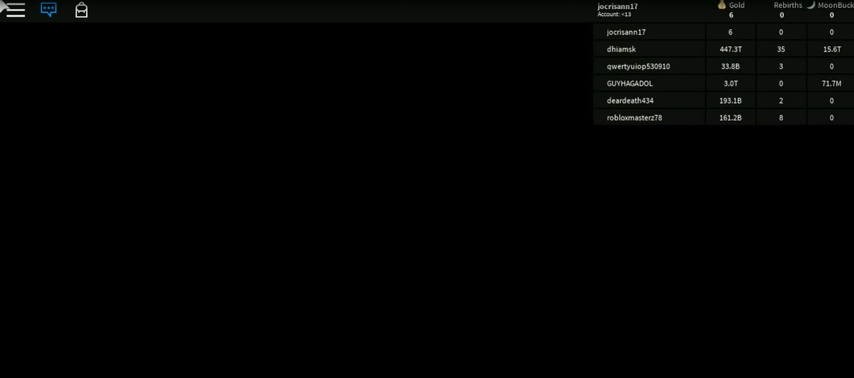 jocrisann17 Gold Rebirths MoonBuck
Account: <13 6 0 0
jocrisann17 6 0 0
dhiamsk 447.3T 35 15.6T
qwertyuiop530910 33.8B 3 0
GUYHAGADOL 3.0T 0 71.7M
deardeath434 193.1B 2 0
robloxmasterz78 161.2B 8 0